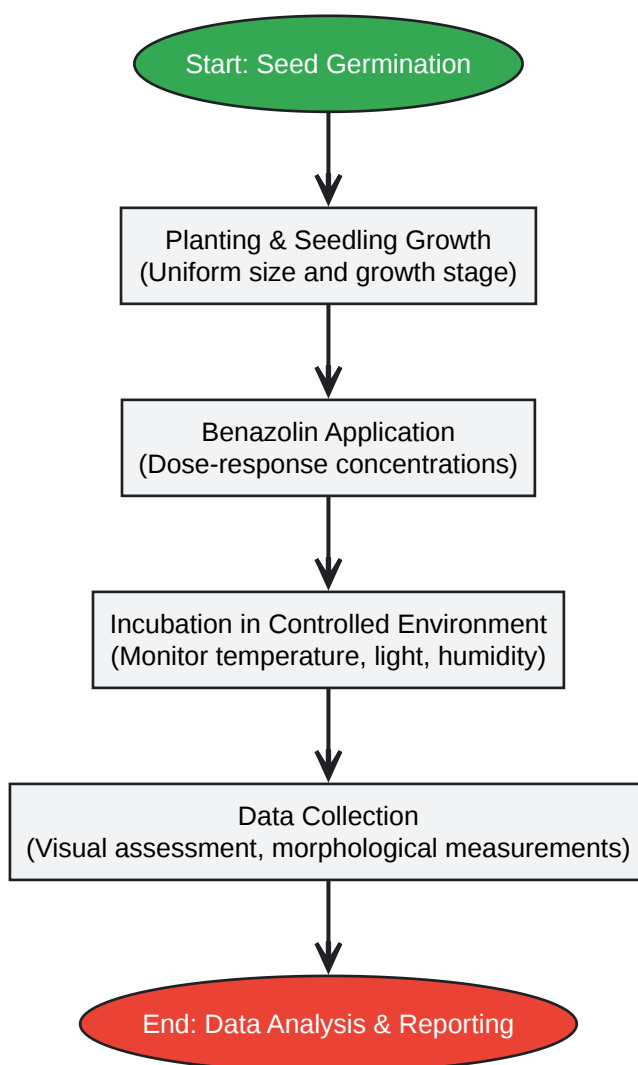 Start: Seed Germination
Planting & Seedling Growth
(Uniform size and growth stage)
Benazolin Application
(Dose-response concentrations)
Incubation in Controlled Environment
(Monitor temperature, light, humidity)
Data Collection
(Visual assessment, morphological measurements)
End: Data Analysis & Reporting